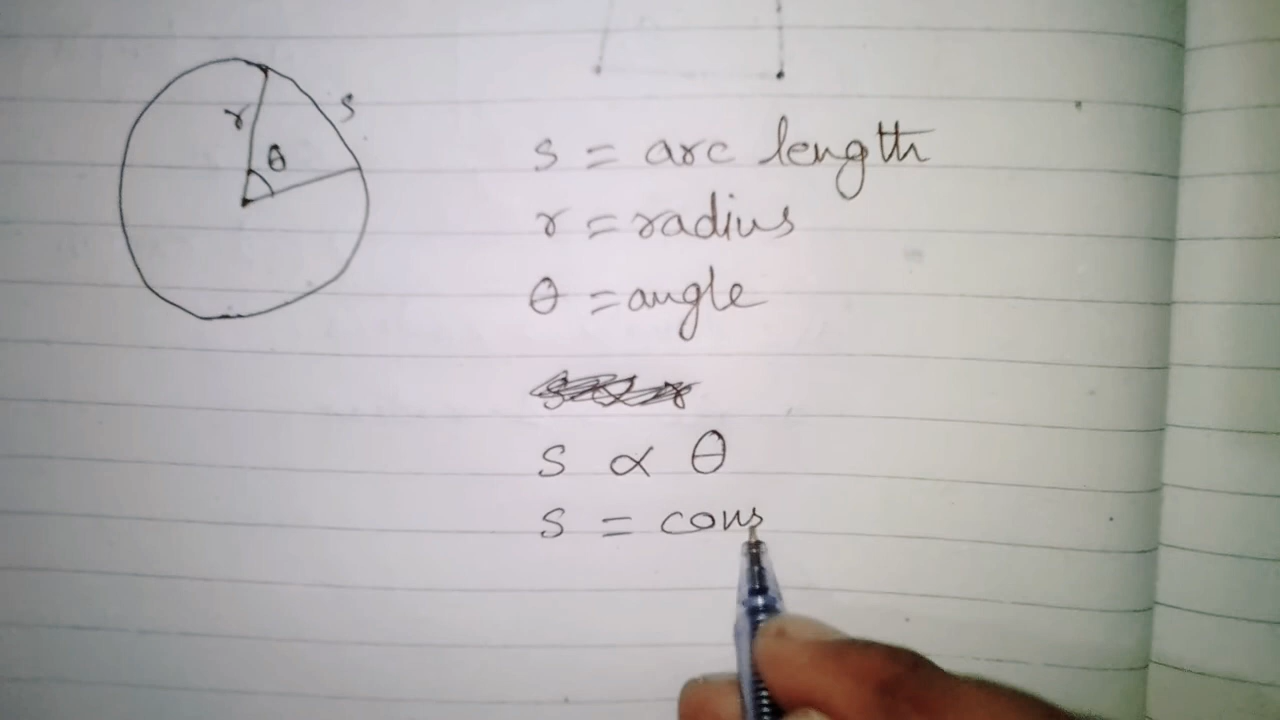 r
s
θ
s = arc length
r = radius
θ = angle
s ∝ θ
s = cons